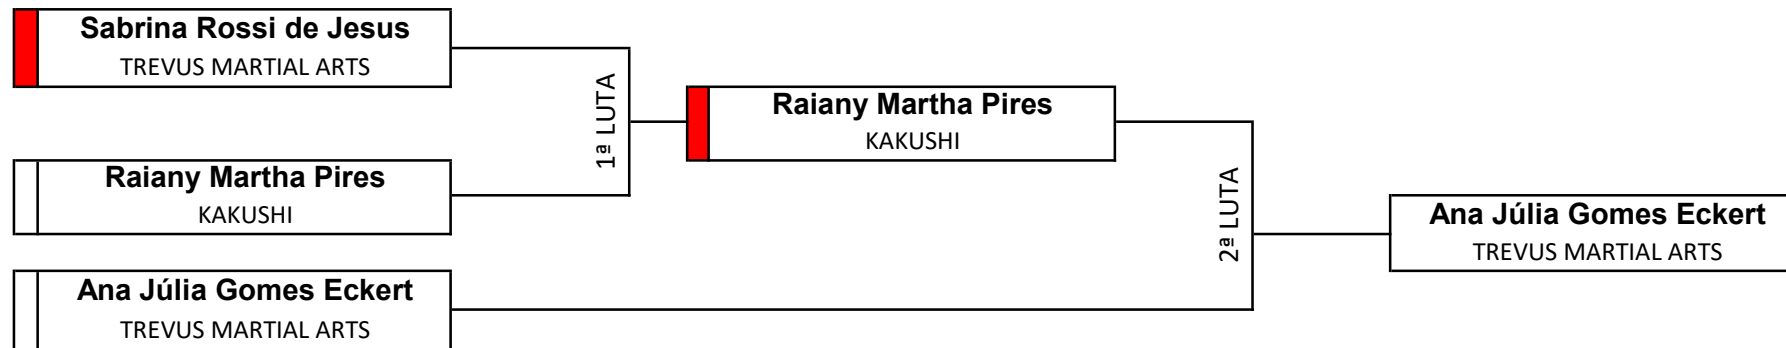 Sabrina Rossi de Jesus
TREVUS MARTIAL ARTS
1ª LUTA
Raiany Martha Pires
KAKUSHI
Raiany Martha Pires
KAKUSHI
2ª LUTA
Ana Júlia Gomes Eckert
TREVUS MARTIAL ARTS
Ana Júlia Gomes Eckert
TREVUS MARTIAL ARTS